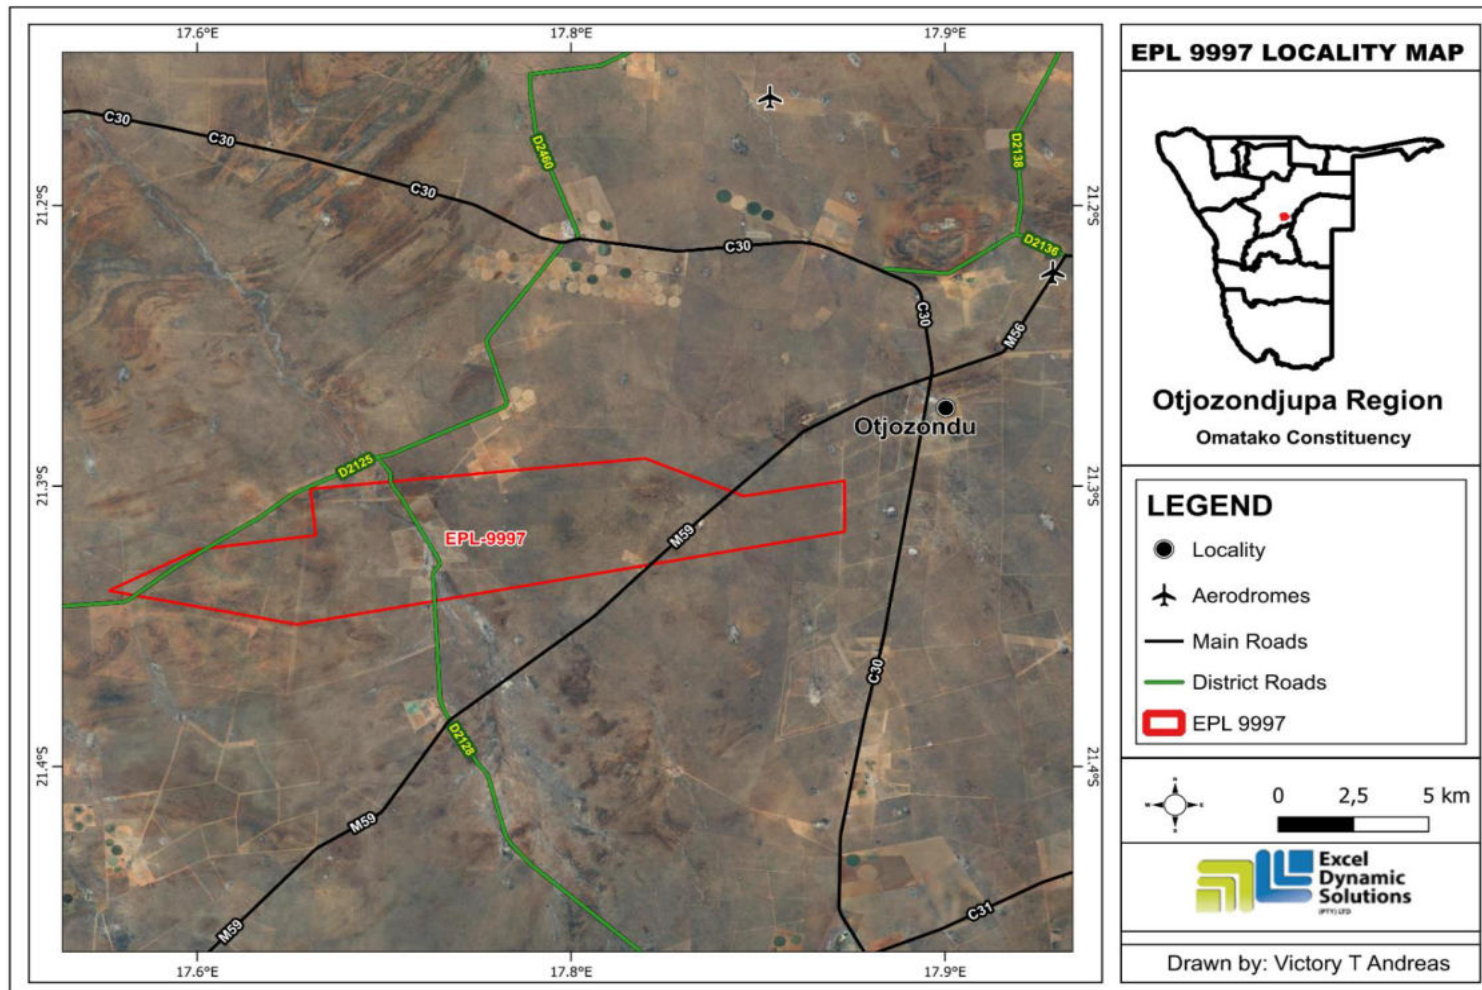 17.6°E 17.8°E 17.9°E
EPL 9997 LOCALITY MAP
C30
C30
C30
D2460
D2138
21.2°S
21.2°S
C30
D2136
C30
M56
Otjozondu
D2125
21.3°S
21.3°S
EPL-9997
M59
C30
D2128
21.4°S
21.4°S
M59
M59
C31
17.6°E 17.8°E 17.9°E
Otjozondjupa Region
Omatako Constituency
LEGEND
Locality
Aerodromes
Main Roads
District Roads
EPL 9997
N
W E
S
0 2,5 5 km
Excel
Dynamic
Solutions
(PTY) LTD
Drawn by: Victory T Andreas